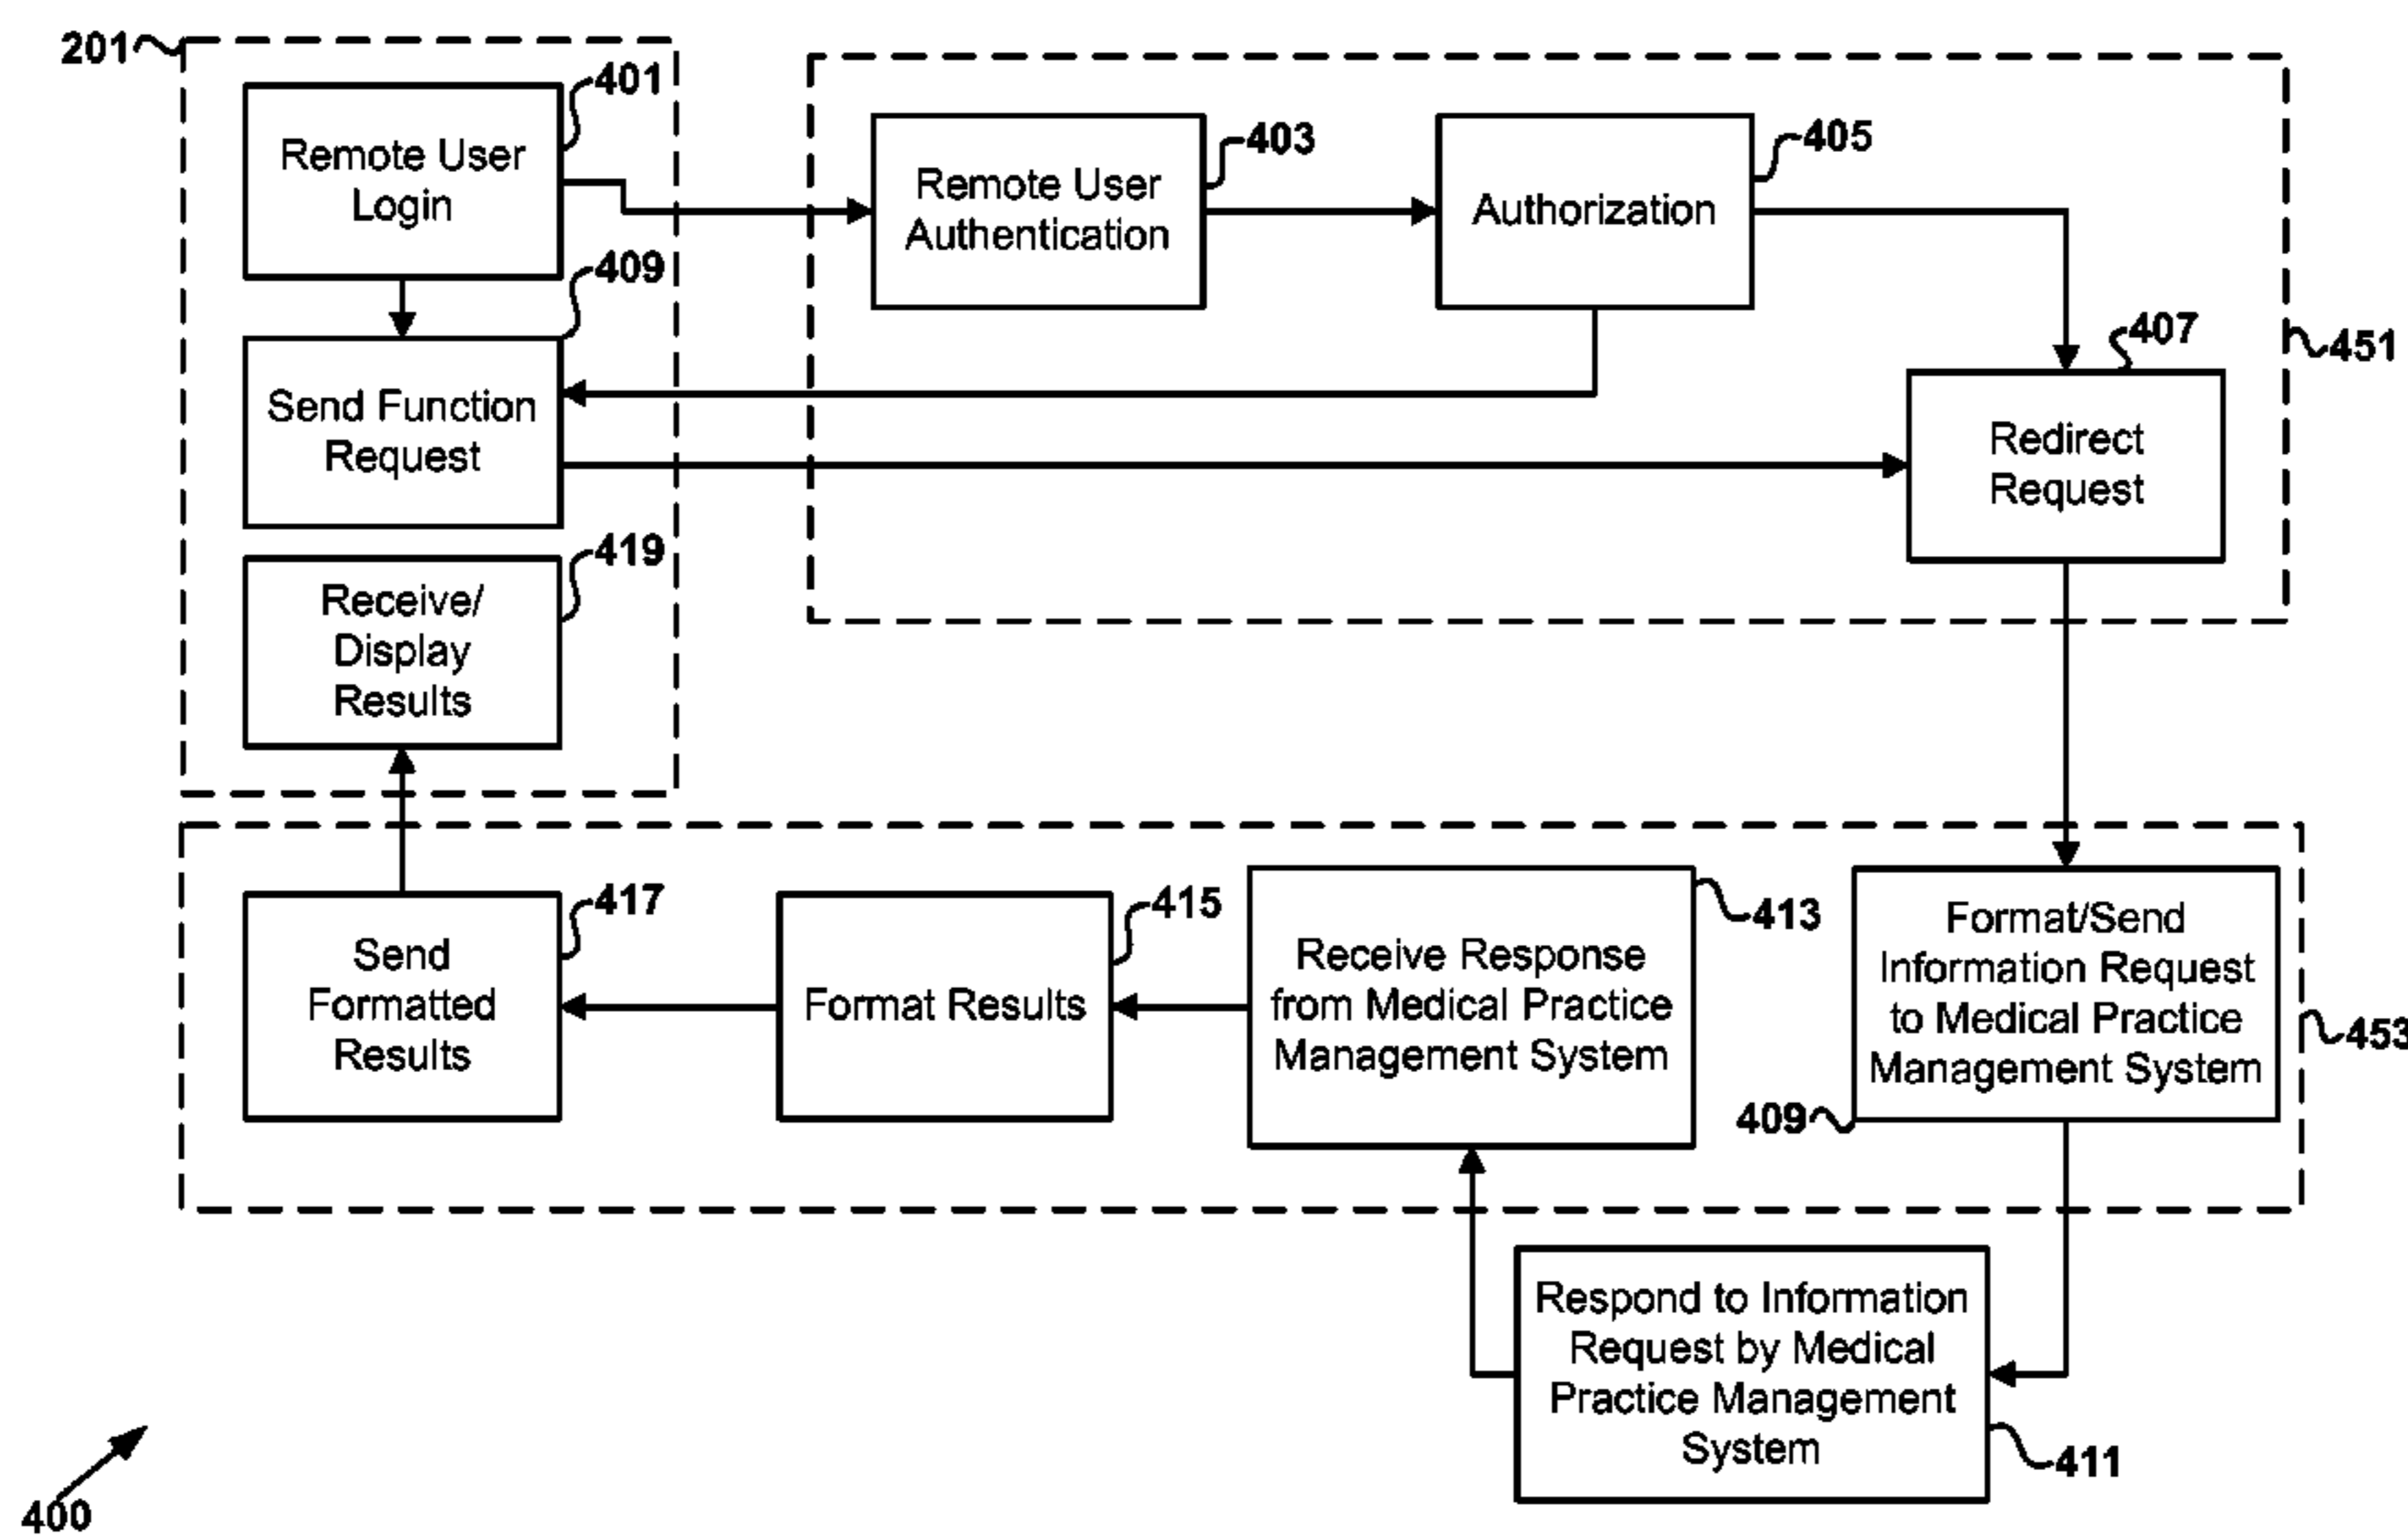 201
401
Remote User
Login
403
Remote User
Authentication
405
Authorization
409
Send Function
Request
407
Redirect
Request
451
419
Receive/
Display
Results
417
Send
Formatted
Results
415
Format Results
413
Receive Response
from Medical Practice
Management System
Format/Send
Information Request
to Medical Practice
Management System
409
453
Respond to Information
Request by Medical
Practice Management
System
411
400